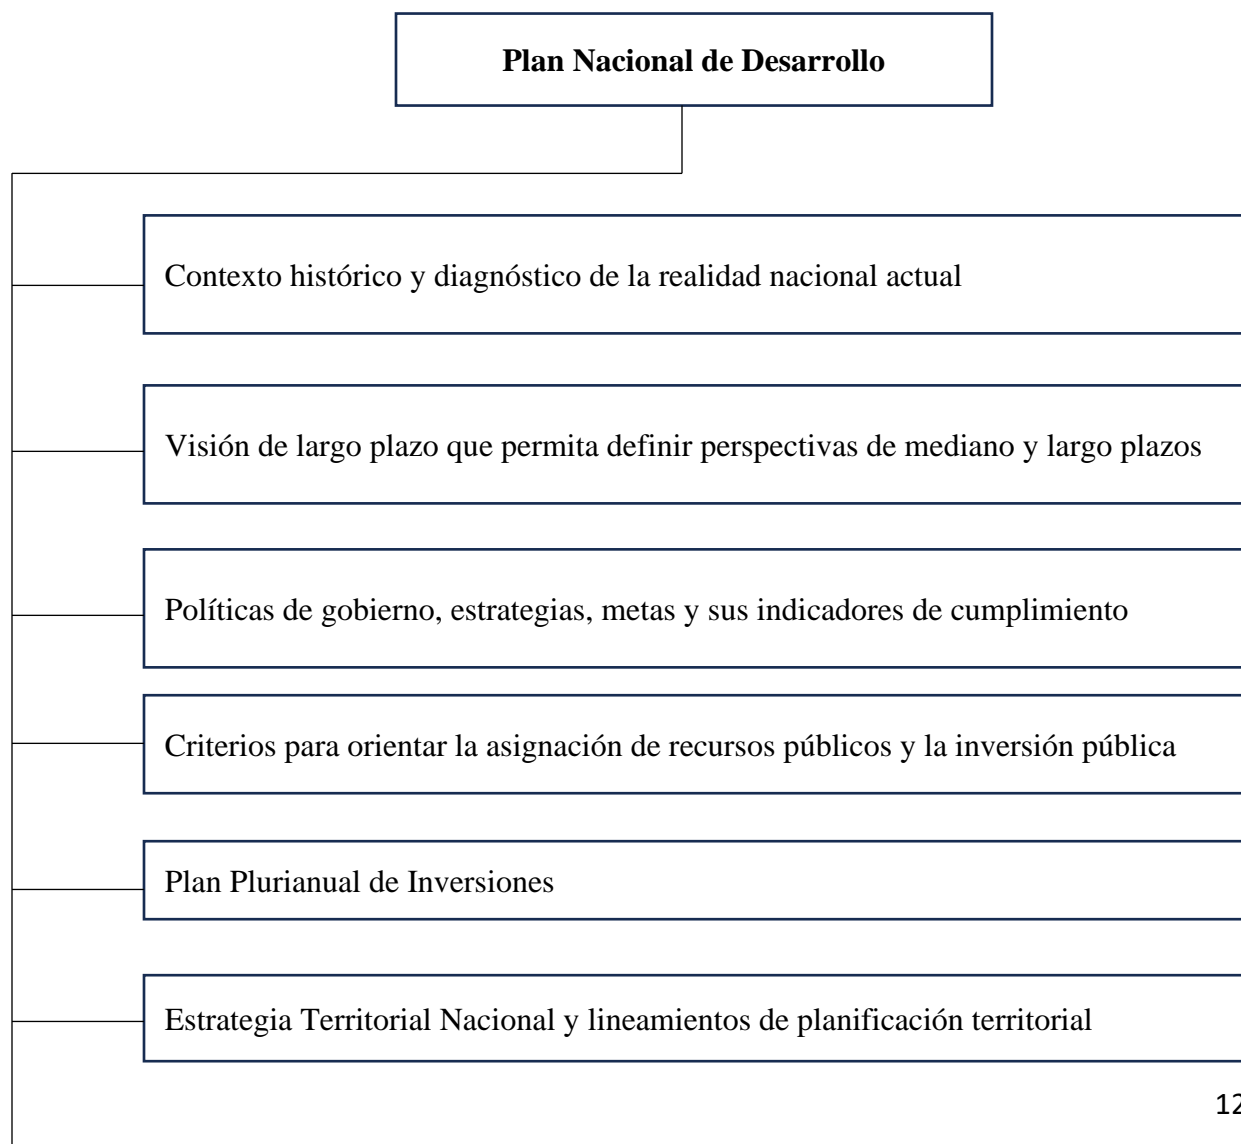 Plan Nacional de Desarrollo
Contexto histórico y diagnóstico de la realidad nacional actual
Visión de largo plazo que permita definir perspectivas de mediano y largo plazos
Políticas de gobierno, estrategias, metas y sus indicadores de cumplimiento
Criterios para orientar la asignación de recursos públicos y la inversión pública
Plan Plurianual de Inversiones
Estrategia Territorial Nacional y lineamientos de planificación territorial
12